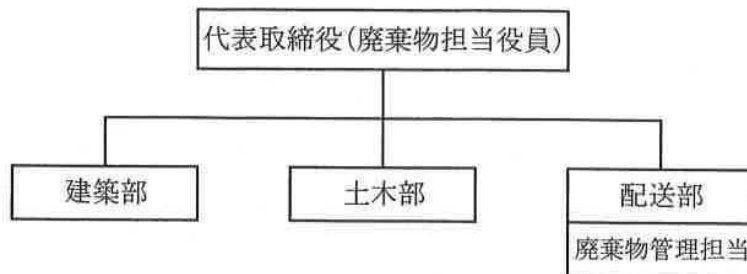 代表取締役(廃棄物担当役員)
建築部
土木部
配送部
廃棄物管理担当